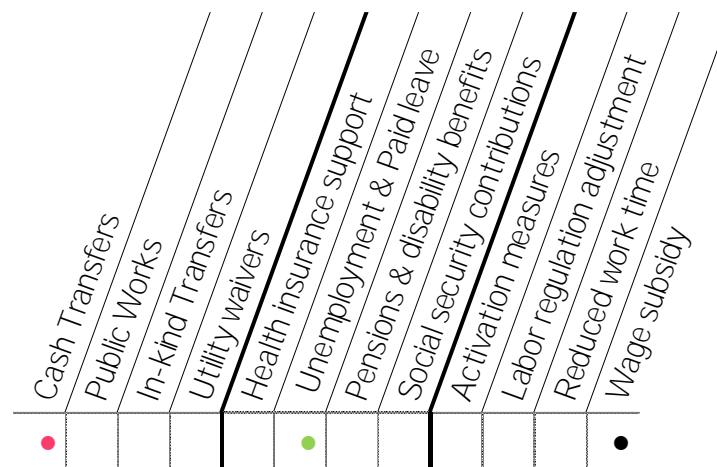 Cash Transfers
Public Works
In-Kind Transfers
Utility waivers
Health insurance support
Unemployment & Paid leave
Pensions & disability benefits
Social security contributions
Activation measures
Labor regulation adjustment
Reduced work time
Wage subsidy